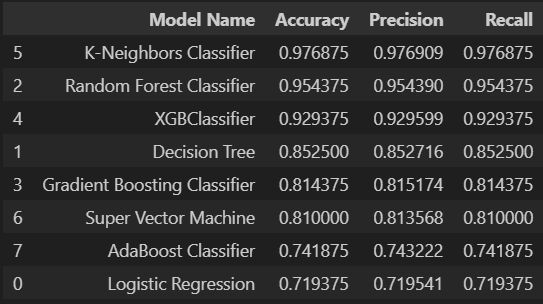 Model Name Accuracy Precision Recall
5 K-Neighbors Classifier 0.976875 0.976909 0.976875
2 Random Forest Classifier 0.954375 0.954390 0.954375
4 XGBClassifier 0.929375 0.929599 0.929375
1 Decision Tree 0.852500 0.852716 0.852500
3 Gradient Boosting Classifier 0.814375 0.815174 0.814375
6 Super Vector Machine 0.810000 0.813568 0.810000
7 AdaBoost Classifier 0.741875 0.743222 0.741875
0 Logistic Regression 0.719375 0.719541 0.719375